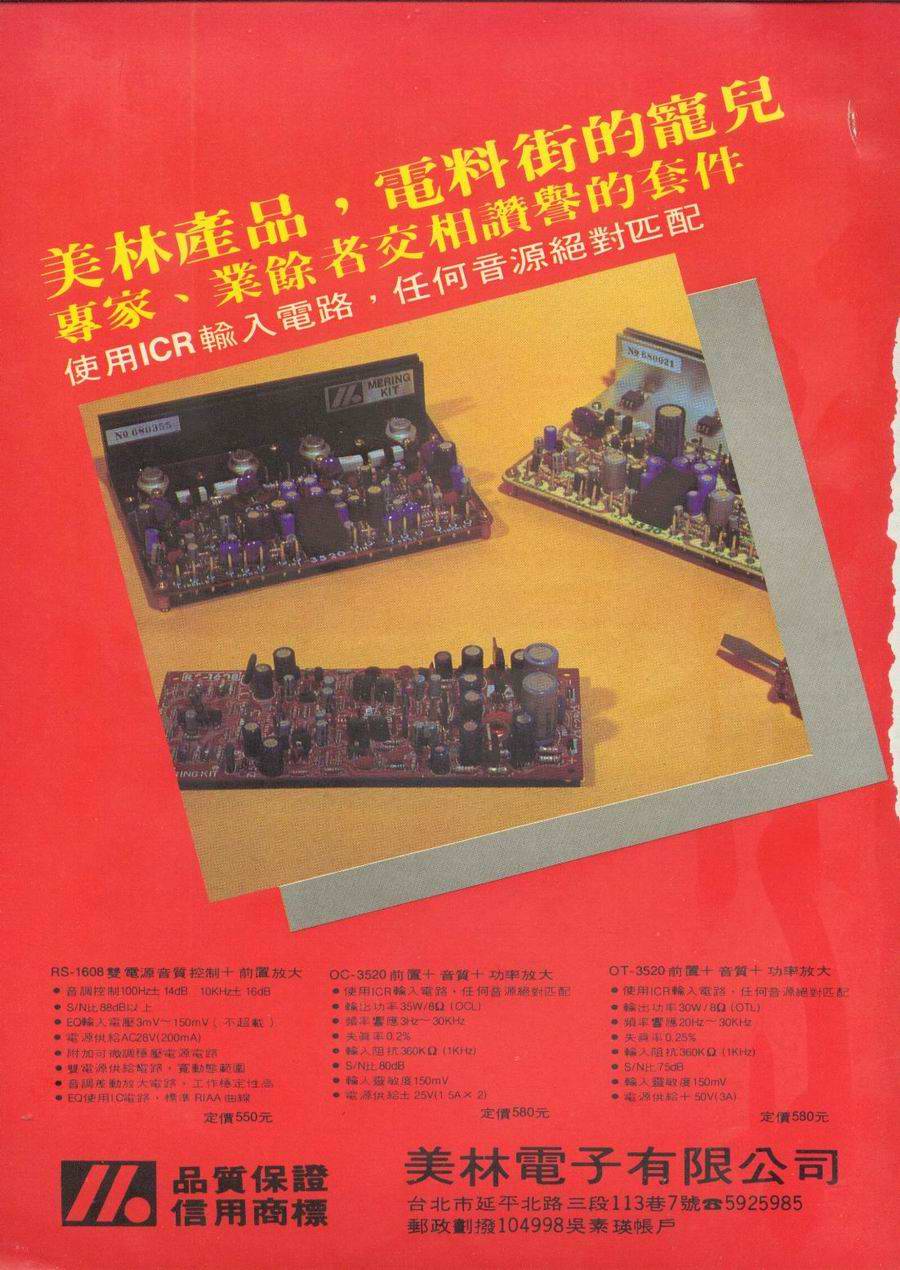 美林產品，電料街的寵兒
專家、業餘者交相讚譽的套件
使用ICR輸入電路，任何音源絕對匹配
№ 680355
MERING
KIT
№ 680021
3520
RS-1608
MERING KIT
RS-1608雙電源音質控制＋前置放大
● 音調控制100Hz± 14dB 10KHz± 16dB
● S/N比 88dB以上
● EQ輸入電壓3mV～150mV（不超載）
● 電源供給AC28V(200mA)
● 附加可微調穩壓電源電路
● 雙電源供給電路，寬動態範圍
● 音調差動放大電路，工作穩定性高
● EQ使用IC電路，標準 RIAA 曲線
定價550元
OC-3520前置＋音質＋功率放大
● 使用ICR輸入電路，任何音源絕對匹配
● 輸出功率35W/8Ω (OCL)
● 頻率響應3Hz～30KHz
● 失真率0.2%
● 輸入阻抗360KΩ (1KHz)
● S/N比 80dB
● 輸入靈敏度150mV
● 電源供給± 25V(1.5A× 2)
定價580元
OT-3520前置＋音質＋功率放大
● 使用ICR輸入電路，任何音源絕對匹配
● 輸出功率30W/8Ω (OTL)
● 頻率響應20Hz～30KHz
● 失真率0.25%
● 輸入阻抗360KΩ (1KHz)
● S/N比 75dB
● 輸入靈敏度150mV
● 電源供給＋50V(3A)
定價580元
品質保證
信用商標
美林電子有限公司
台北市延平北路三段113巷7號☎5925985
郵政劃撥104998吳素瑛帳戶